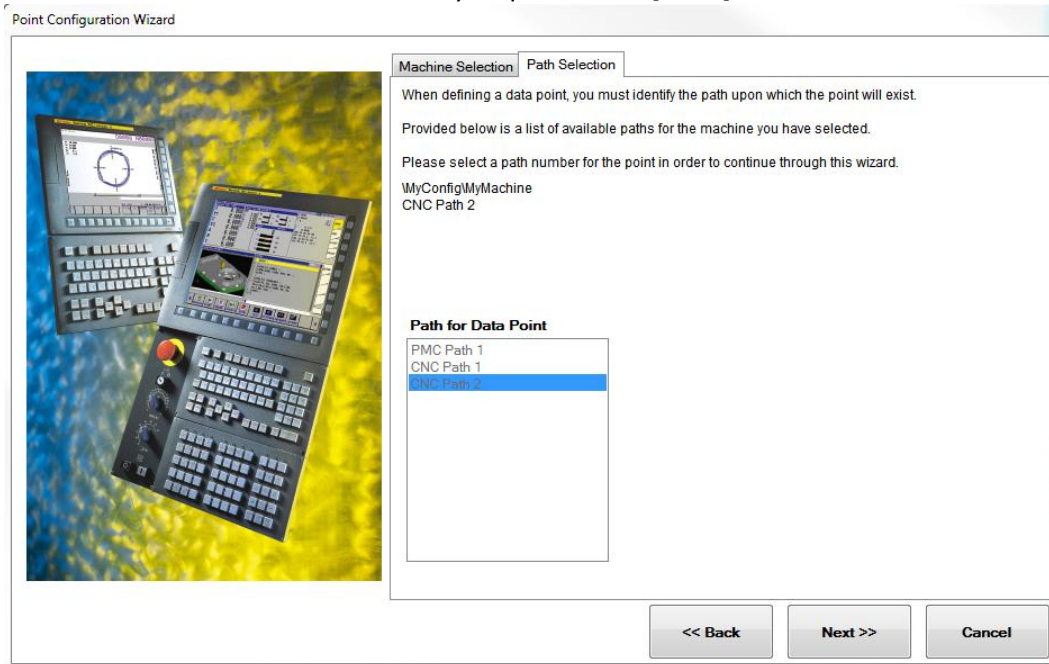 Point Configuration Wizard
Machine Selection Path Selection
When defining a data point, you must identify the path upon which the point will exist.
Provided below is a list of available paths for the machine you have selected.
Please select a path number for the point in order to continue through this wizard.
\MyConfig\MyMachine
CNC Path 2
Path for Data Point
PMC Path 1
CNC Path 1
CNC Path 2
<< Back Next >> Cancel